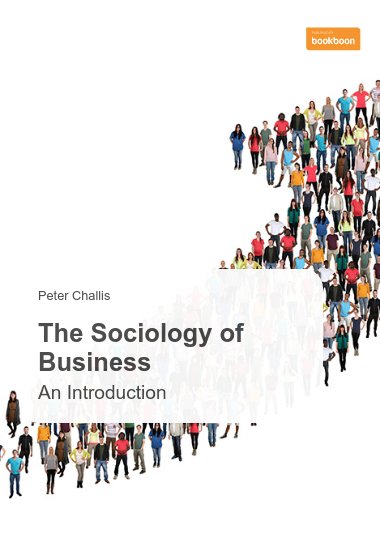 bookboon
Peter Challis
The Sociology of
Business
An Introduction